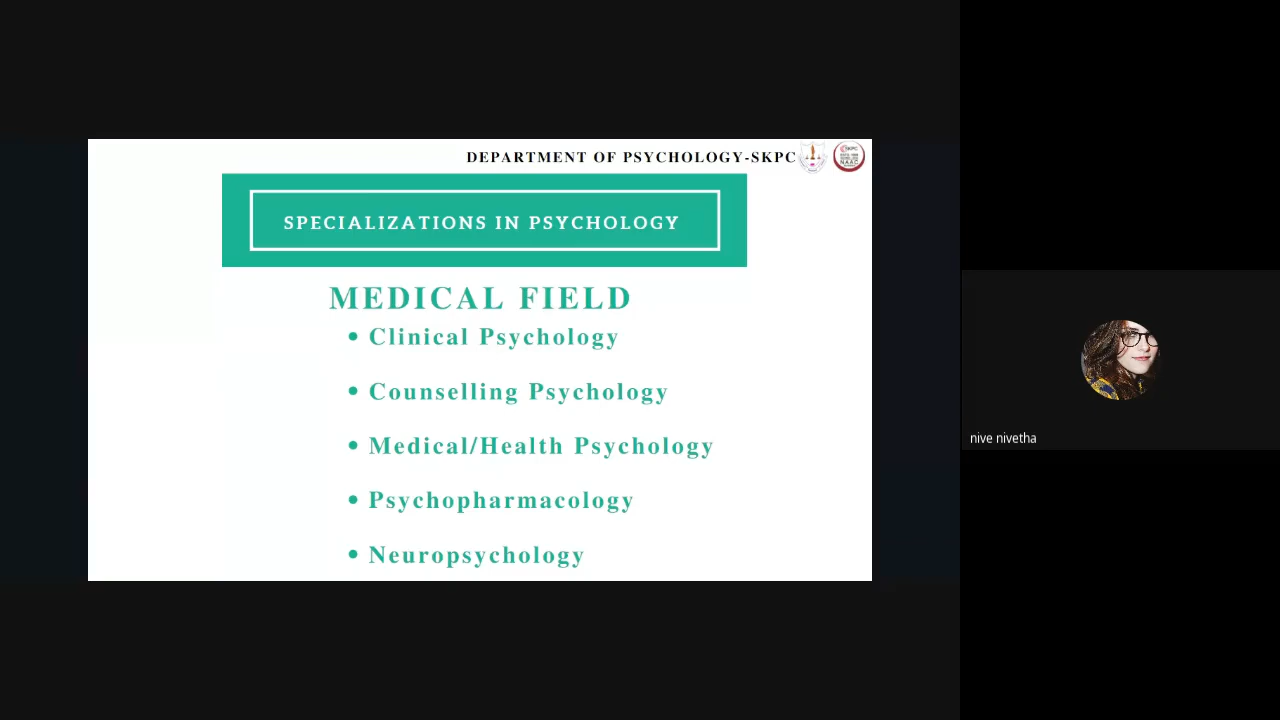 DEPARTMENT OF PSYCHOLOGY-SKPC
SPECIALIZATIONS IN PSYCHOLOGY
MEDICAL FIELD
• Clinical Psychology
• Counselling Psychology
• Medical/Health Psychology
• Psychopharmacology
• Neuropsychology
nive nivetha